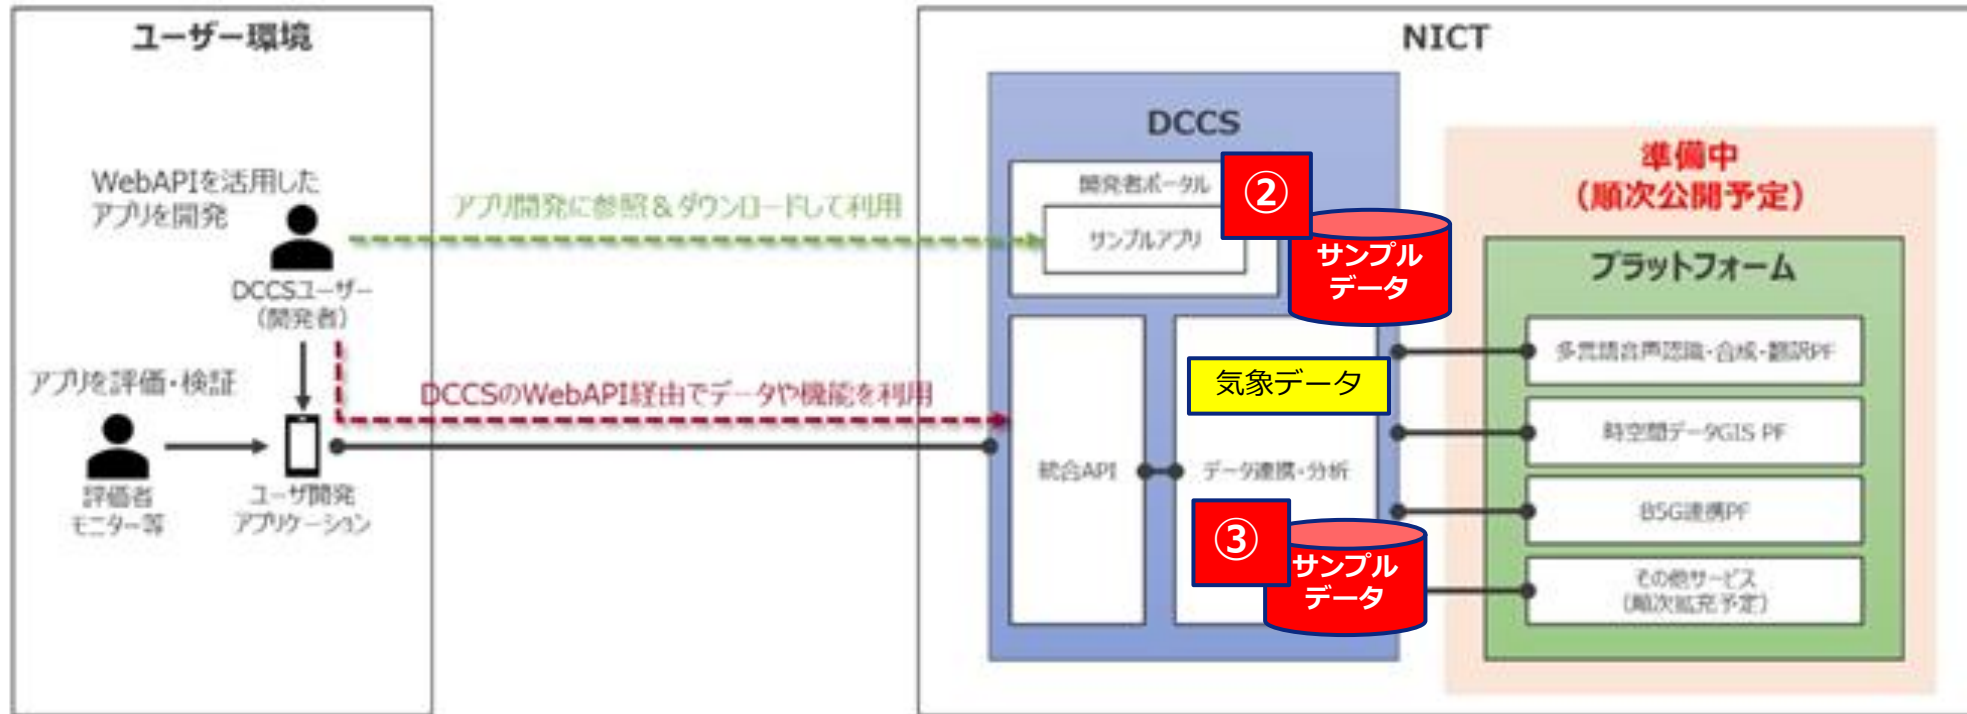 ユーザー環境
WebAPIを活用した
アプリを開発
DCCSユーザー
（開発者）
アプリを評価・検証
評価者
モニター等
ユーザ開発
アプリケーション
アプリ開発に参照＆ダウンロードして利用
DCCSのWebAPI経由でデータや機能を利用
NICT
DCCS
開発者ポータル
サンプルアプリ
②
サンプル
データ
統合API
気象データ
データ連携・分析
③
サンプル
データ
準備中
（順次公開予定）
プラットフォーム
多言語音声認識・合成・翻訳PF
時空間データGIS PF
B5G連携PF
その他サービス
（順次拡充予定）